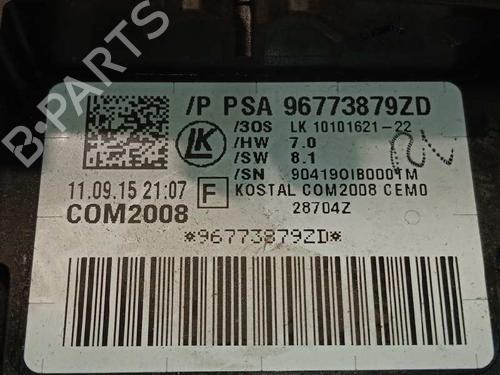 /P PSA 96773879ZD
/30S LK 10101621-22
/HW 7.0
/SW 8.1
/SN 904190IB0001M
LK
11.09.15 21:07 F KOSTAL COM2008 CEM0
COM2008 28704Z
*96773879ZD*
B-PARTS